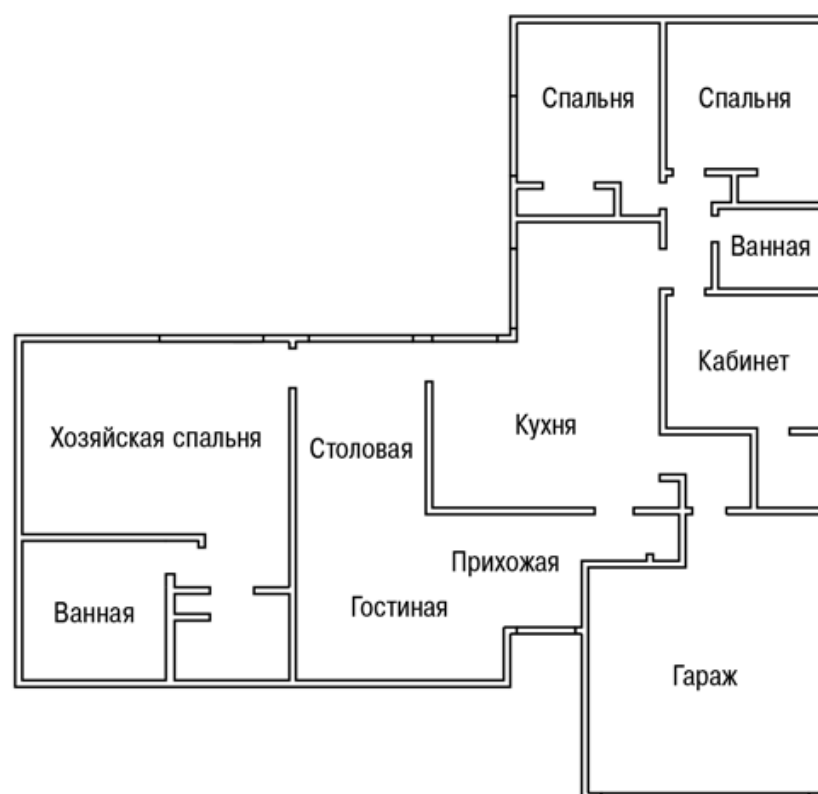 Спальня
Спальня
Ванная
Кабинет
Кухня
Хозяйская спальня
Столовая
Прихожая
Гостиная
Ванная
Гараж